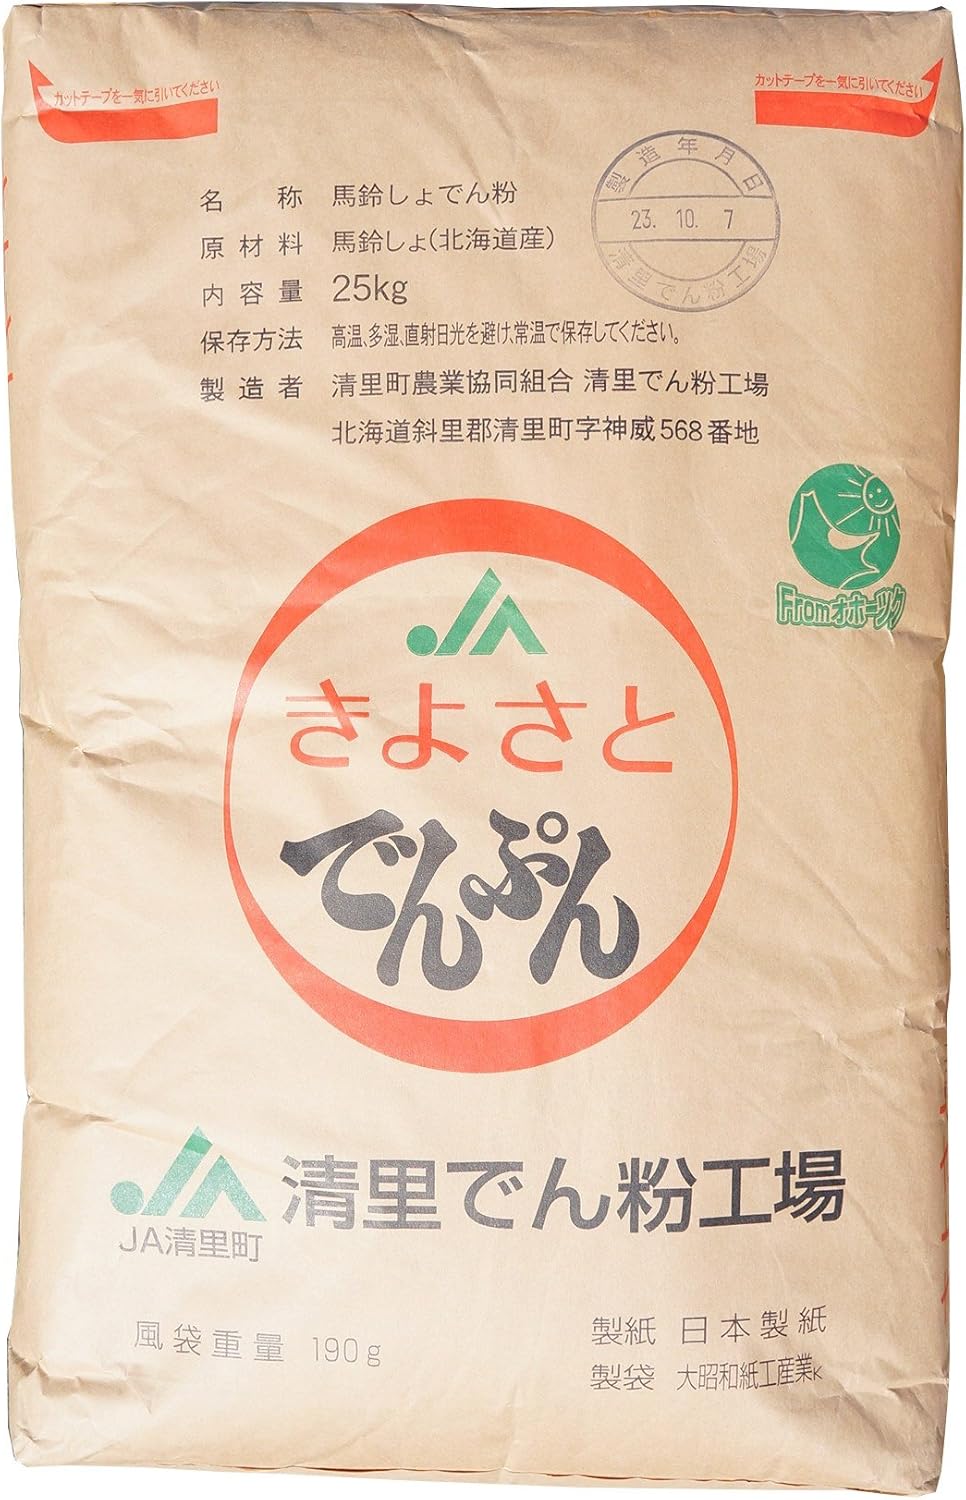 カットテープを一気に引いてください
カットテープを一気に引いてください
製造年月日
23. 10. 7
清里でん粉工場
名称 馬鈴しょでん粉
原材料 馬鈴しょ(北海道産)
内容量 25kg
保存方法 高温、多湿、直射日光を避け、常温で保存してください。
製造者 清里町農業協同組合 清里でん粉工場
北海道斜里郡清里町字神威568番地
Fromオホーツク
JA
きよさと
でんぷん
JA
清里でん粉工場
JA清里町
風袋重量 190g
製紙 日本製紙
製袋 大昭和紙工産業K